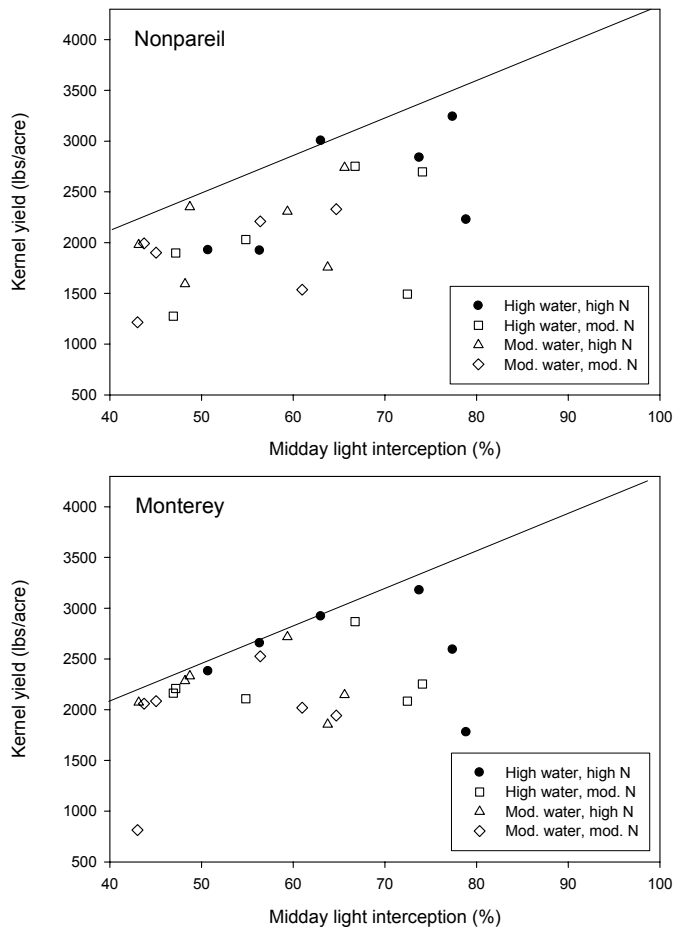 Nonpareil
Kernel yield (lbs/acre)
4000
3500
3000
2500
2000
1500
1000
500
High water, high N
High water, mod. N
Mod. water, high N
Mod. water, mod. N
40 50 60 70 80 90 100
Midday light interception (%)
Monterey
Kernel yield (lbs/acre)
4000
3500
3000
2500
2000
1500
1000
500
High water, high N
High water, mod. N
Mod. water, high N
Mod. water, mod. N
40 50 60 70 80 90 100
Midday light interception (%)